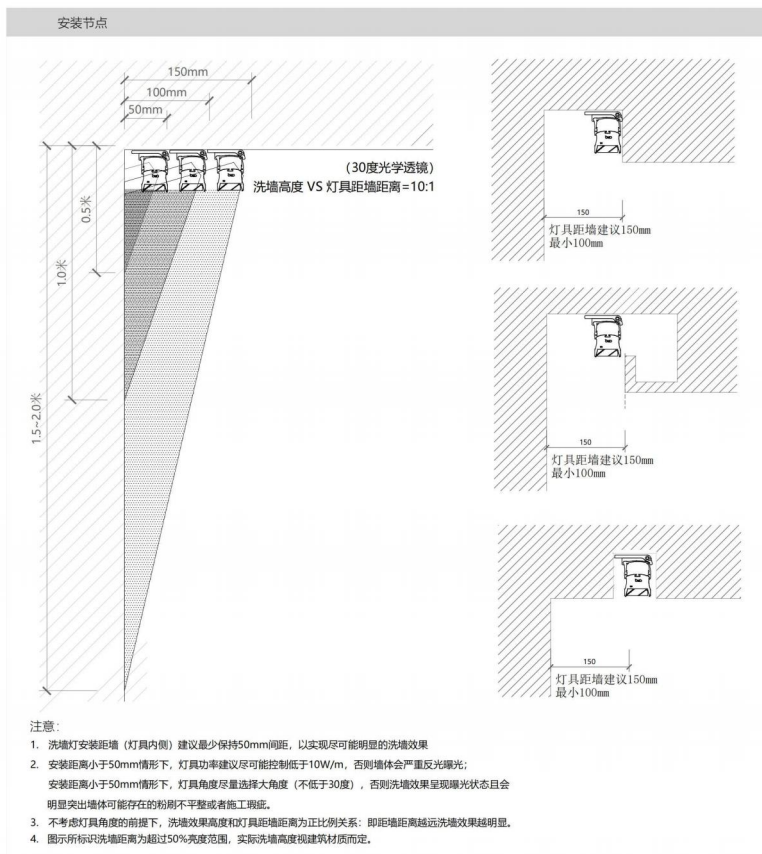 安装节点
150mm
100mm
50mm
(30度光学透镜)
洗墙高度 VS 灯具距墙距离=10:1
0.5米
1.0米
1.5~2.0米
150
灯具距墙建议150mm
最小100mm
150
灯具距墙建议150mm
最小100mm
150
灯具距墙建议150mm
最小100mm
注意:
1. 洗墙灯安装距墙（灯具内侧）建议最少保持50mm间距，以实现尽可能明显的洗墙效果
2. 安装距离小于50mm情形下，灯具功率建议尽可能控制低于10W/m，否则墙体会严重反光曝光；
安装距离小于50mm情形下，灯具角度尽量选择大角度（不低于30度），否则洗墙效果呈现曝光状态且会
明显突出墙体可能存在的粉刷不平整或者施工瑕疵。
3. 不考虑灯具角度的前提下，洗墙效果高度和灯具距墙距离为正比例关系：即距墙距离越远洗墙效果越明显。
4. 图示所标识洗墙距离为超过50%亮度范围，实际洗墙高度视建筑材质而定。